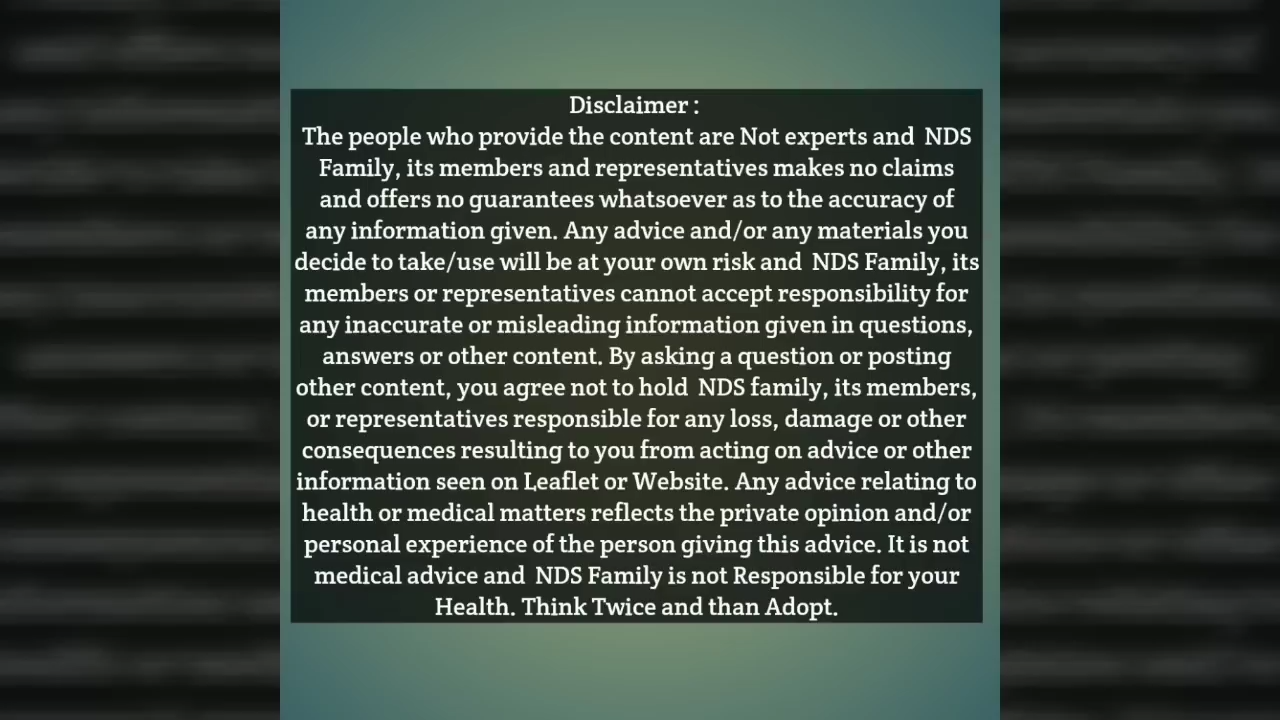 Disclaimer :
The people who provide the content are Not experts and NDS
Family, its members and representatives makes no claims
and offers no guarantees whatsoever as to the accuracy of
any information given. Any advice and/or any materials you
decide to take/use will be at your own risk and NDS Family, its
members or representatives cannot accept responsibility for
any inaccurate or misleading information given in questions,
answers or other content. By asking a question or posting
other content, you agree not to hold NDS family, its members,
or representatives responsible for any loss, damage or other
consequences resulting to you from acting on advice or other
information seen on Leaflet or Website. Any advice relating to
health or medical matters reflects the private opinion and/or
personal experience of the person giving this advice. It is not
medical advice and NDS Family is not Responsible for your
Health. Think Twice and than Adopt.